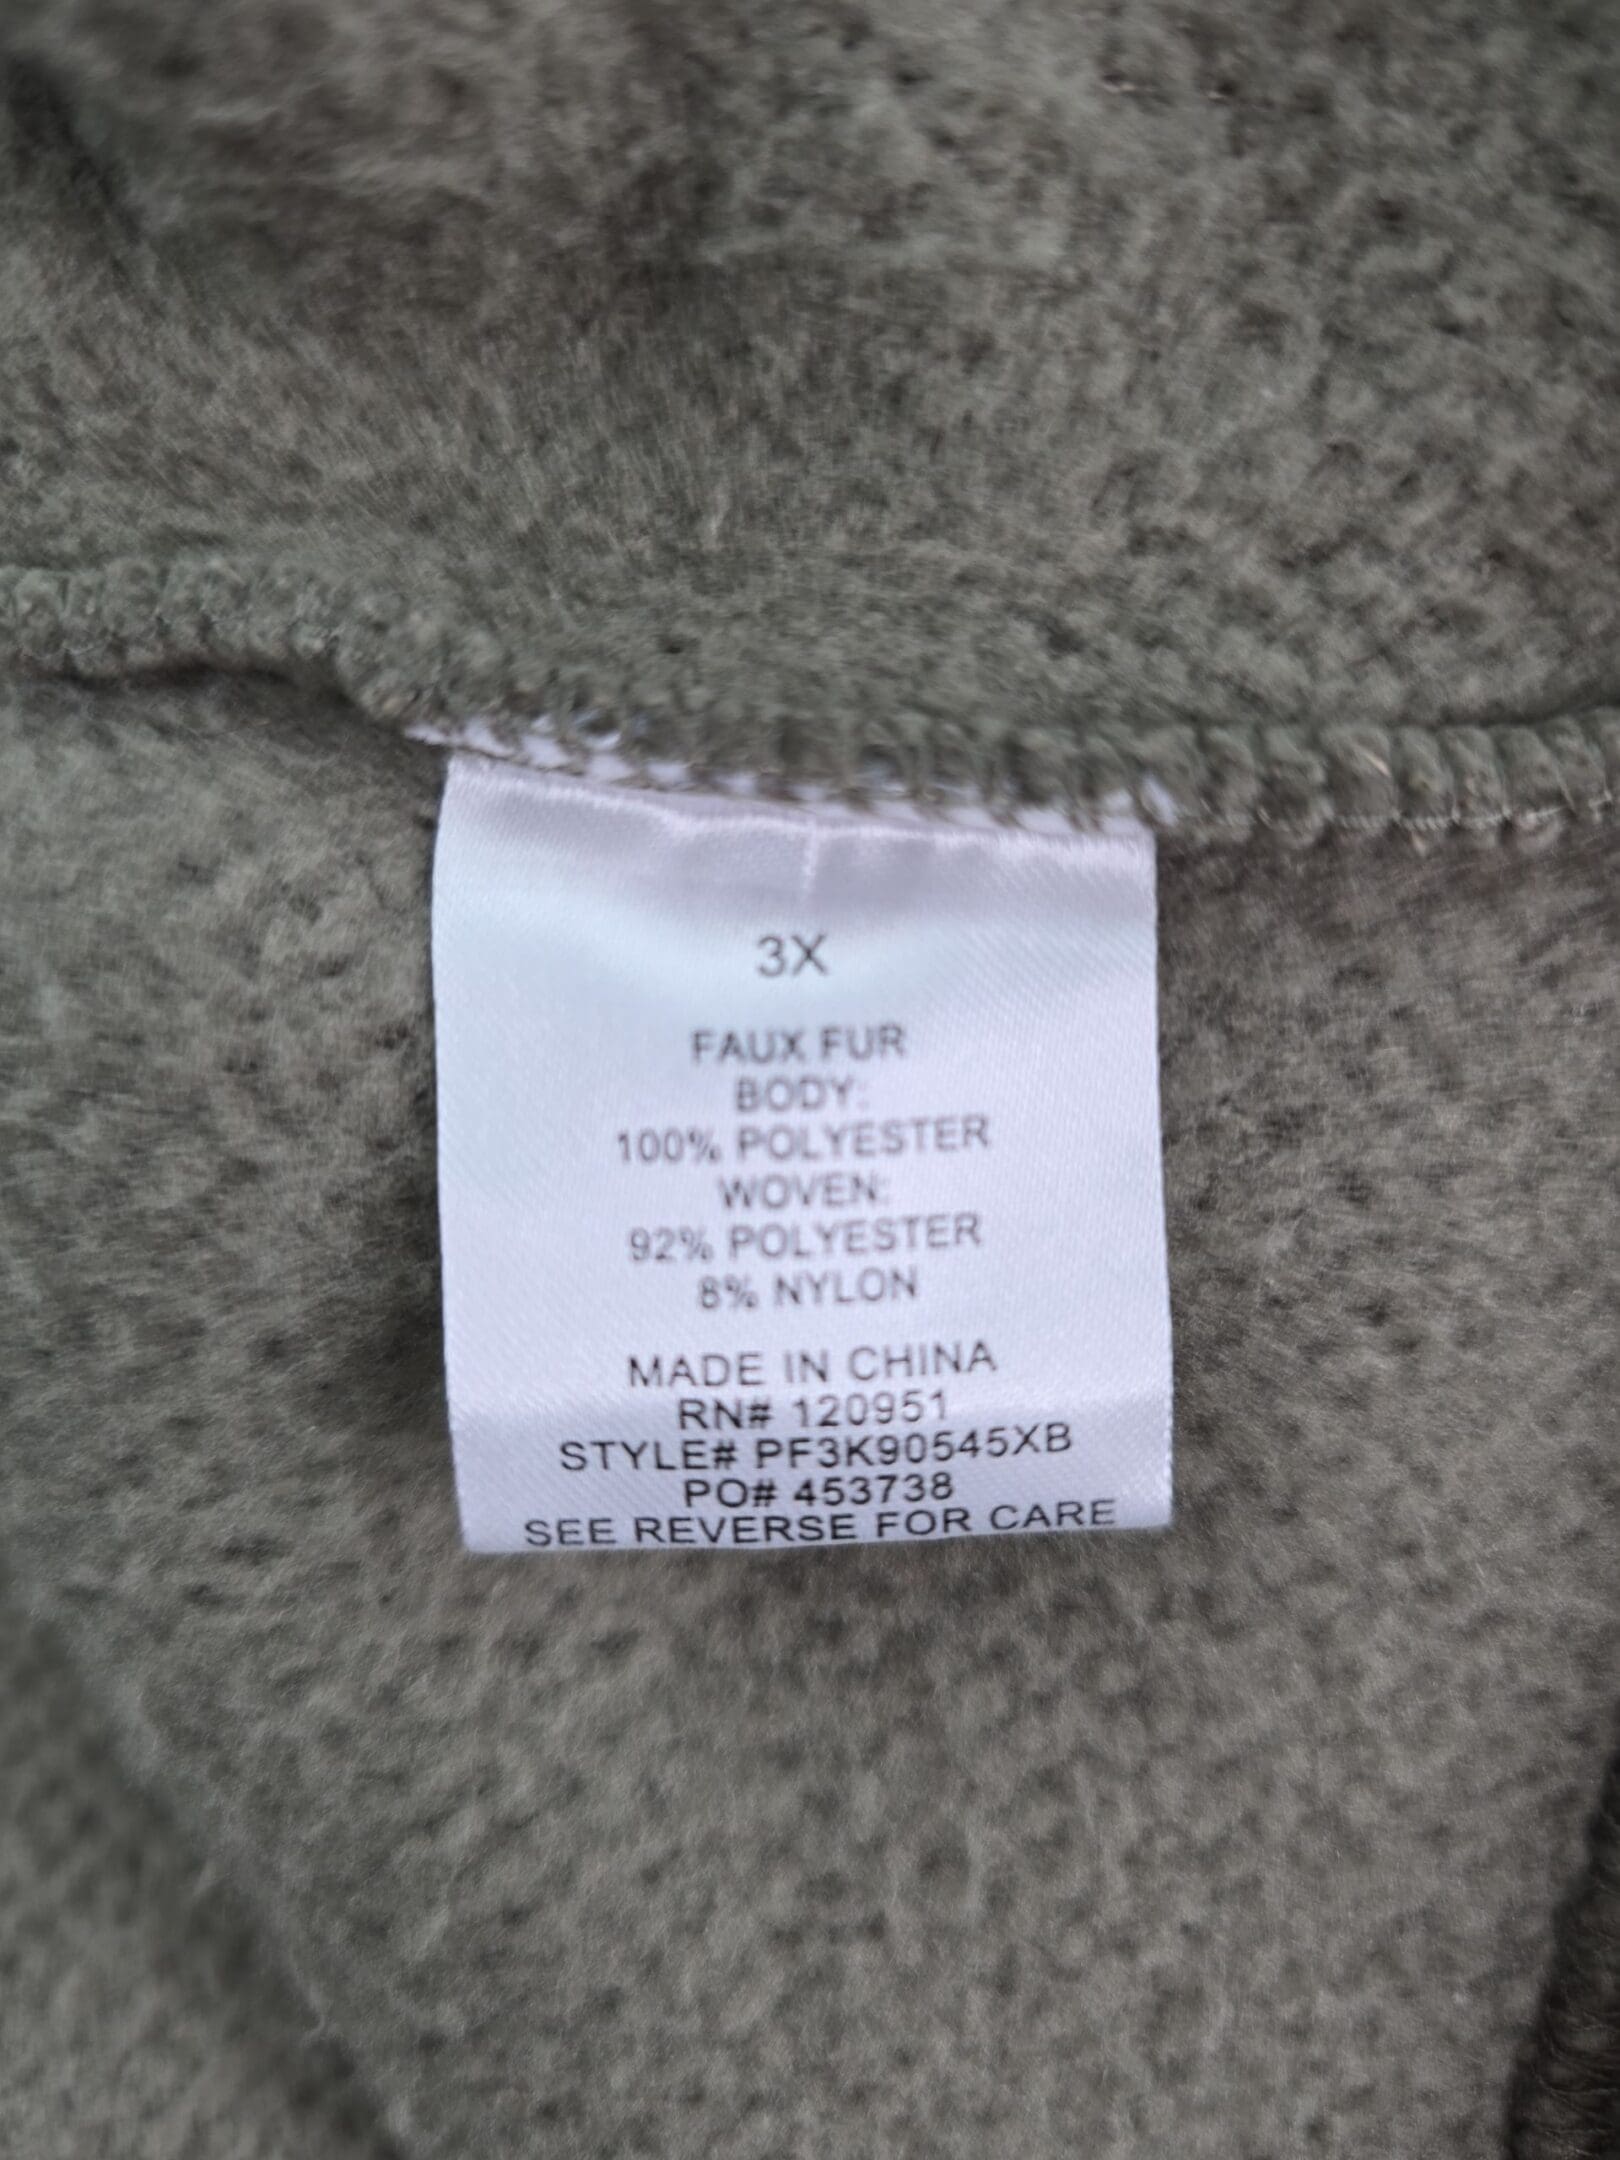 3X
FAUX FUR
BODY:
100% POLYESTER
WOVEN:
92% POLYESTER
8% NYLON
MADE IN CHINA
RN# 120951
STYLE# PF3K90545XB
PO# 453738
SEE REVERSE FOR CARE